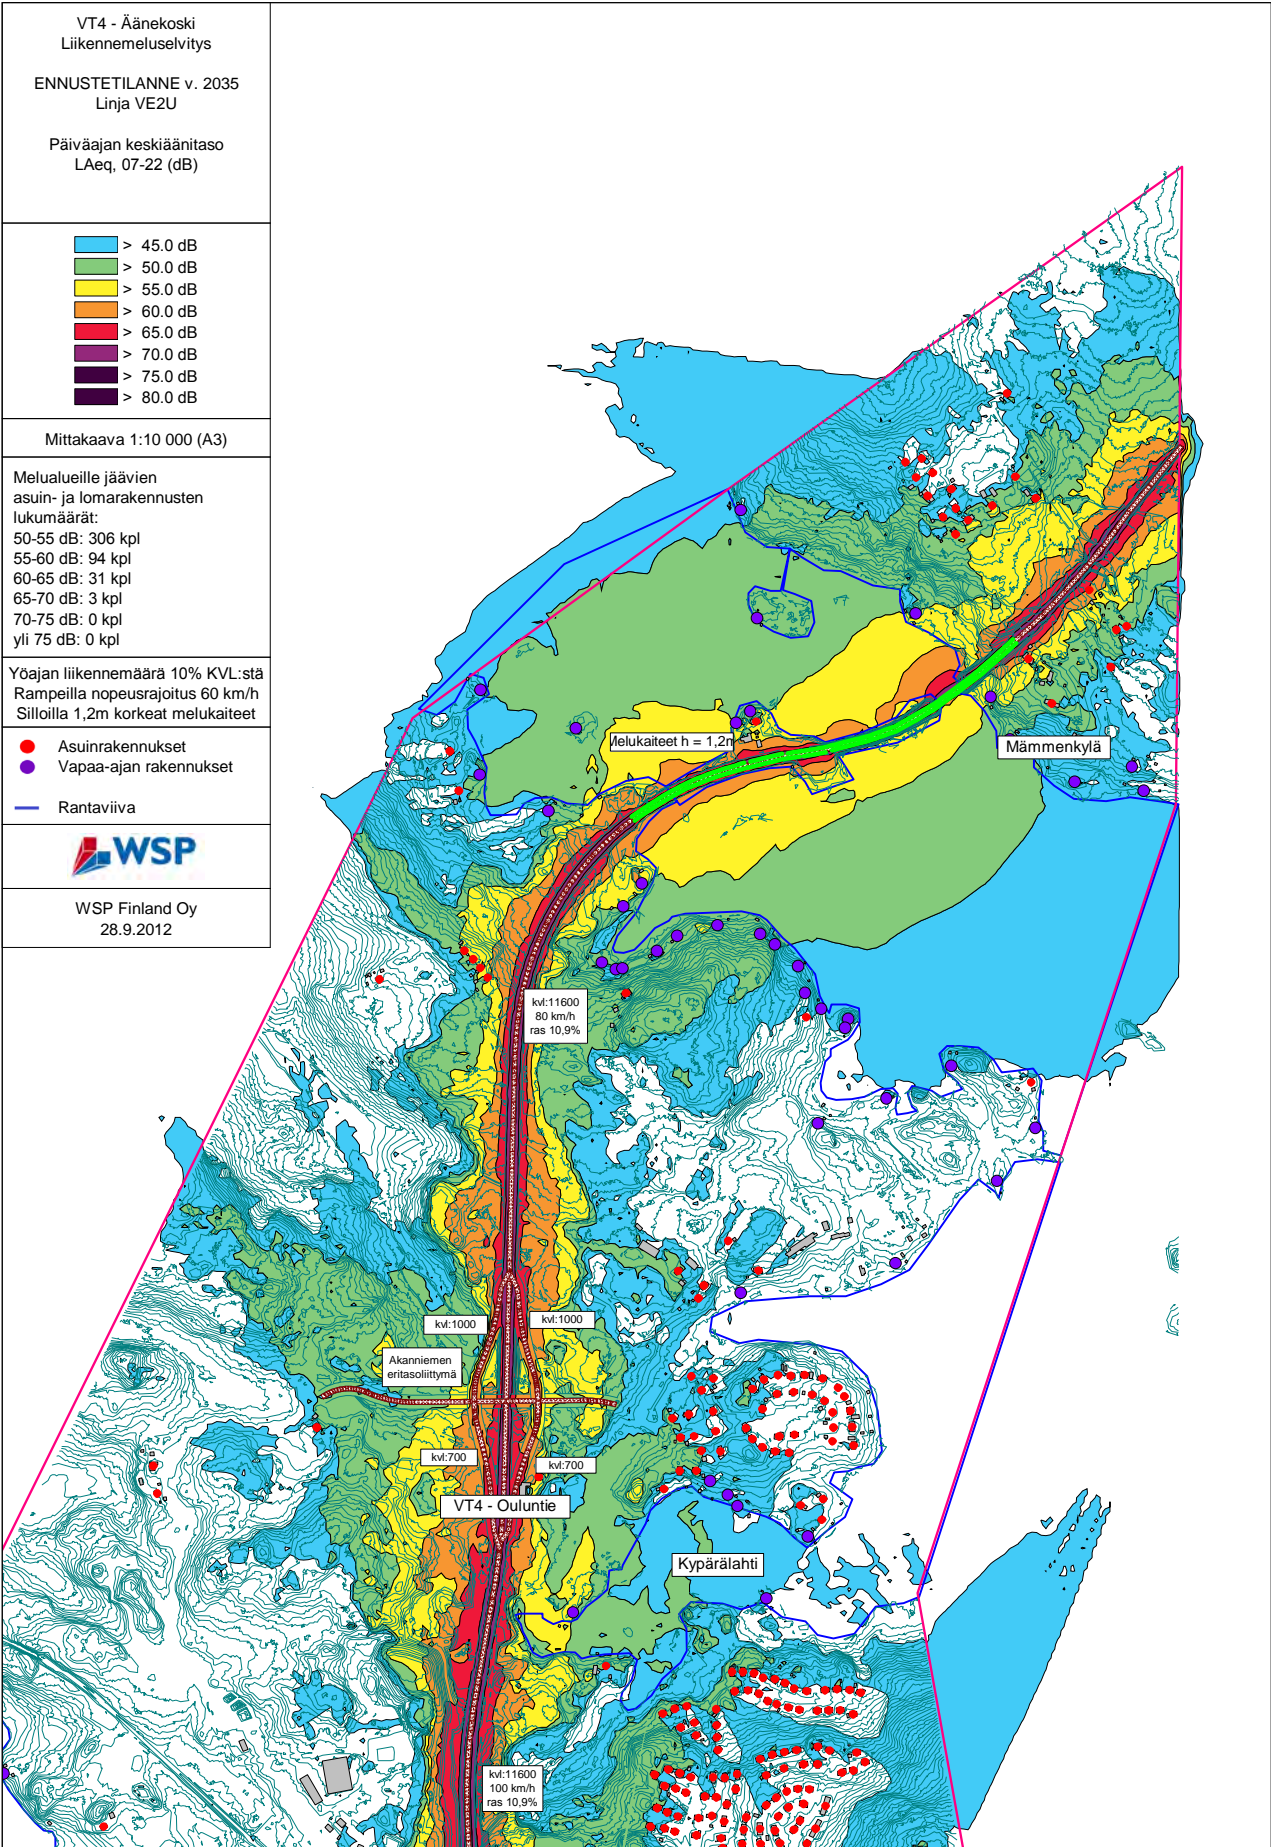 VT4 - Äänekoski
Liikennemeluselvitys
ENNUSTETILANNE v. 2035
Linja VE2U
Päiväajan keskiäänitaso
LAeq, 07-22 (dB)
> 45.0 dB
> 50.0 dB
> 55.0 dB
> 60.0 dB
> 65.0 dB
> 70.0 dB
> 75.0 dB
> 80.0 dB
Mittakaava 1:10 000 (A3)
Melualueille jäävien
asuin- ja lomarakennusten
lukumäärät:
50-55 dB: 306 kpl
55-60 dB: 94 kpl
60-65 dB: 31 kpl
65-70 dB: 3 kpl
70-75 dB: 0 kpl
yli 75 dB: 0 kpl
Yöajan liikennemäärä 10% KVL:stä
Rampeilla nopeusrajoitus 60 km/h
Silloilla 1,2m korkeat melukaiteet
Asuinrakennukset
Vapaa-ajan rakennukset
Rantaviiva
WSP
WSP Finland Oy
28.9.2012
Melukaiteet h = 1,2m
Mämmenkylä
kvl:11600
80 km/h
ras 10,9%
kvl:1000
kvl:1000
Akanniemen
eritasoliittymä
kvl:700
kvl:700
VT4 - Ouluntie
Kypärälahti
kvl:11600
100 km/h
ras 10,9%